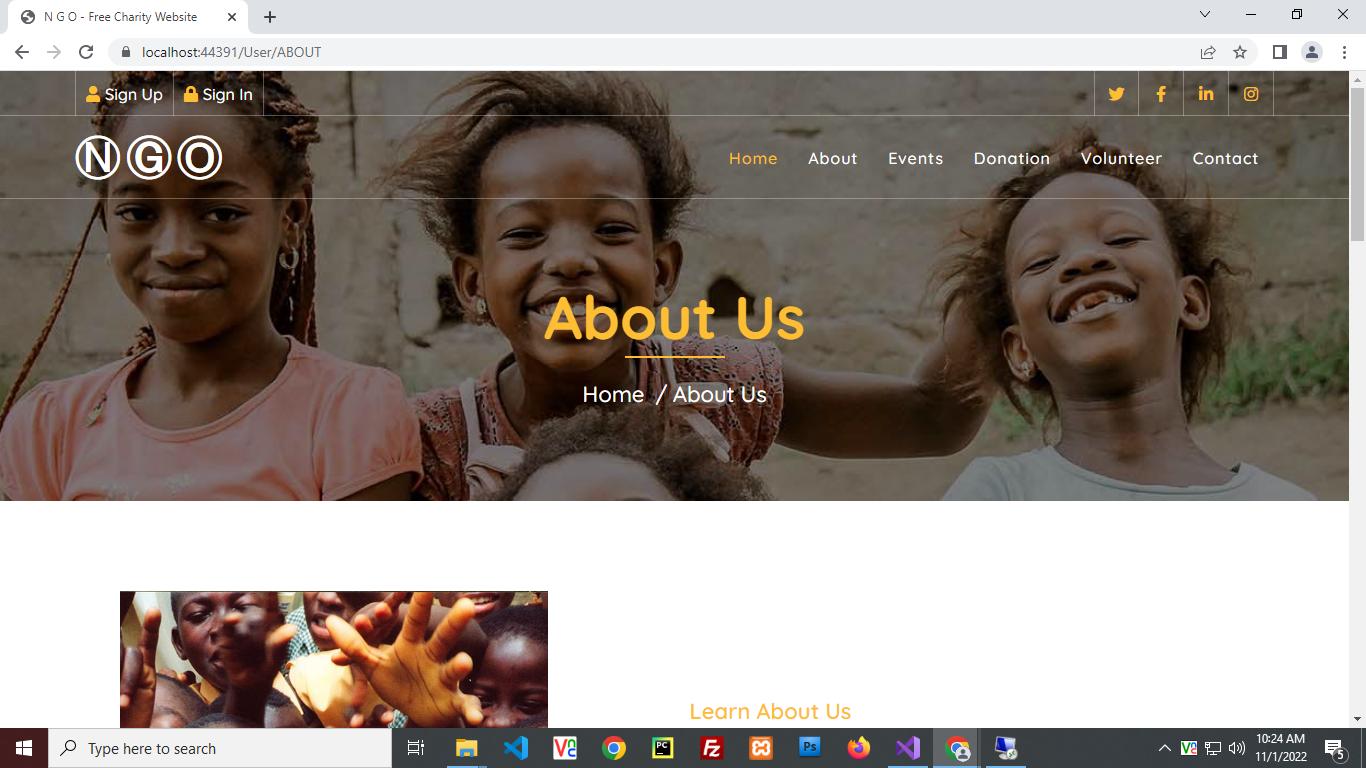 N G O - Free Charity Website
localhost:44391/User/ABOUT
Sign Up Sign In
Ⓝ Ⓖ Ⓞ
Home About Events Donation Volunteer Contact
About Us
Home / About Us
Learn About Us
Type here to search
10:24 AM
11/1/2022
5